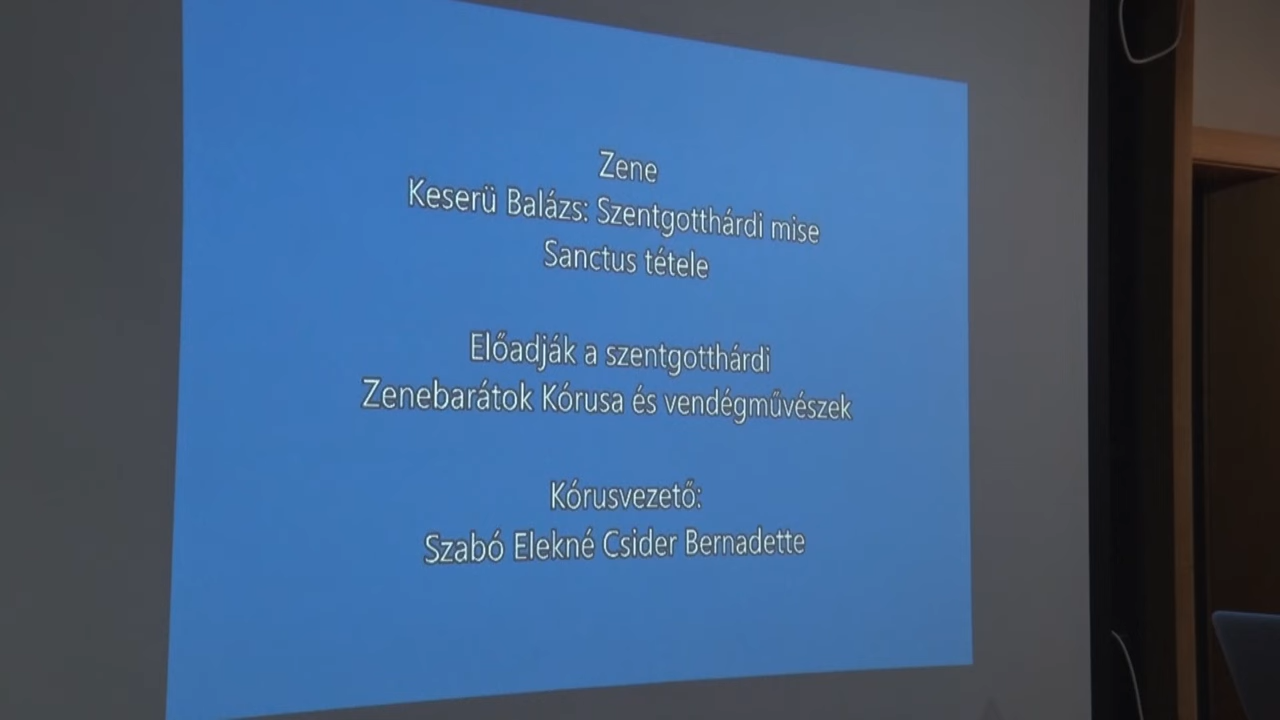 Zene
Keserü Balázs: Szentgotthárdi mise
Sanctus tétele
Előadják a szentgotthárdi
Zenebarátok Kórusa és vendégművészek
Kórusvezető:
Szabó Elekné Csider Bernadette